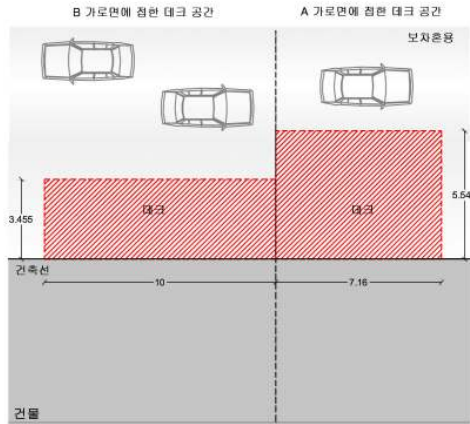 B 가로면에 접한 데크 공간
A 가로면에 접한 데크 공간
보차혼용
데크
데크
3.455
5.54
건축선
10
7.16
건물